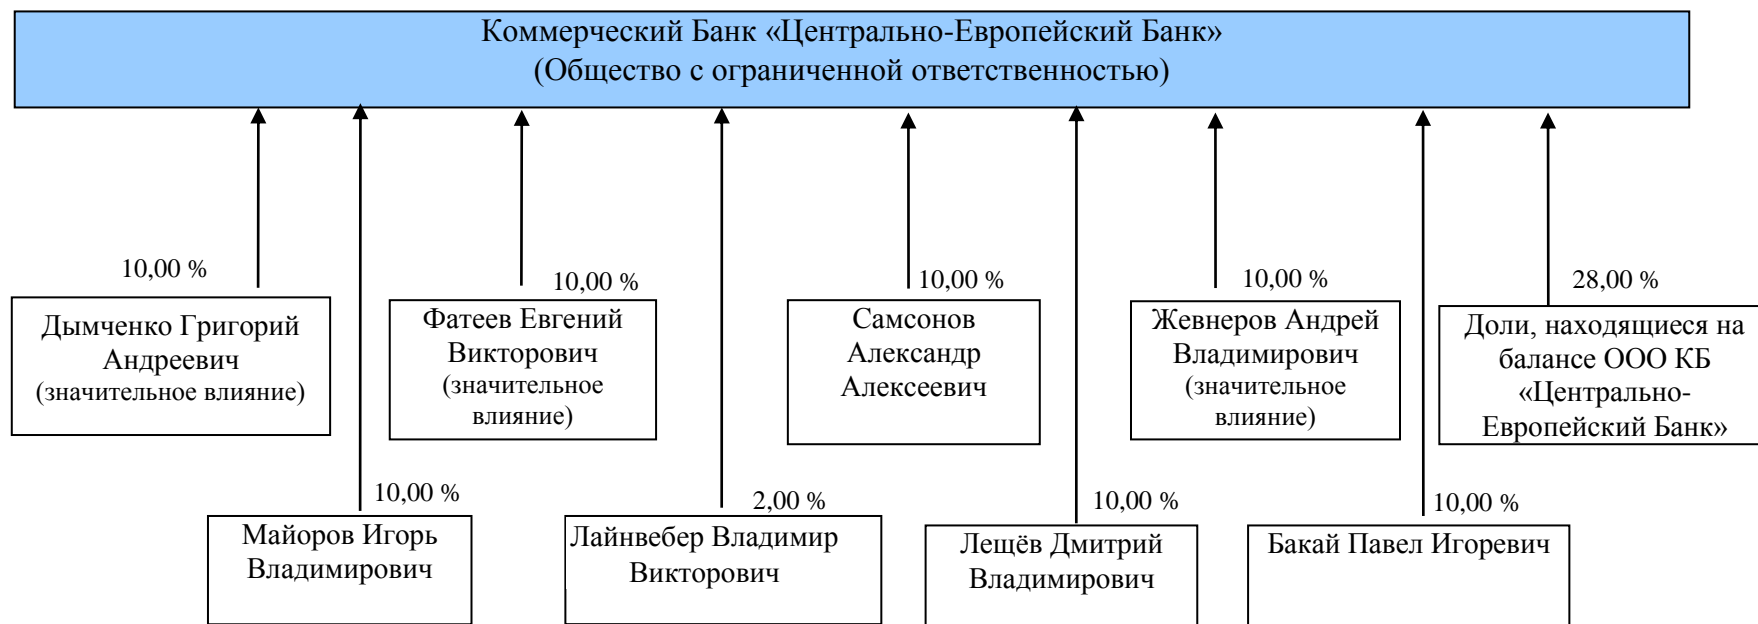 Коммерческий Банк «Центрально-Европейский Банк»
(Общество с ограниченной ответственностью)
10,00 %
Дымченко Григорий
Андреевич
(значительное влияние)
10,00 %
Фатеев Евгений
Викторович
(значительное
влияние)
10,00 %
Самсонов
Александр
Алексеевич
10,00 %
Жевнеров Андрей
Владимирович
(значительное
влияние)
28,00 %
Доли, находящиеся на
балансе ООО КБ
«Центрально-
Европейский Банк»
10,00 %
Майоров Игорь
Владимирович
2,00 %
Лайнвебер Владимир
Викторович
10,00 %
Лещёв Дмитрий
Владимирович
10,00 %
Бакай Павел Игоревич